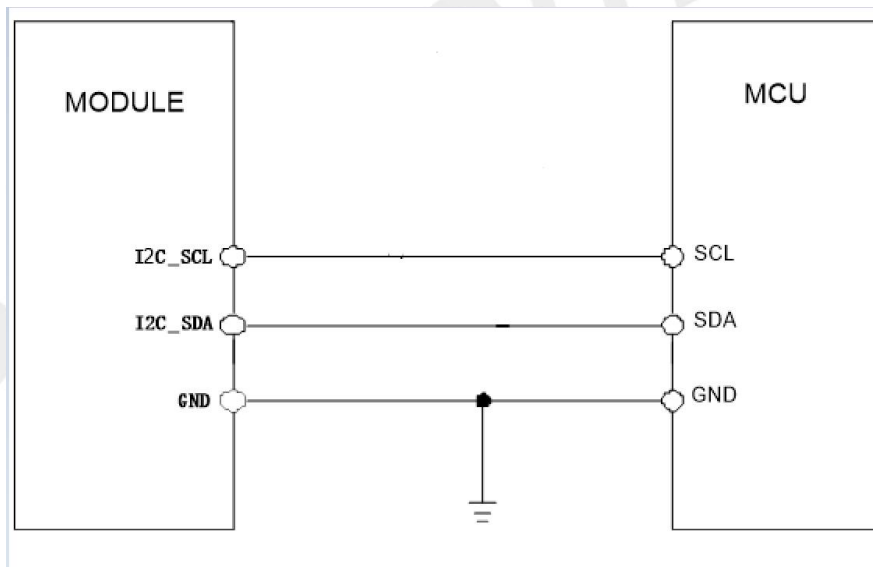 MODULE
MCU
I2C_SCL
SCL
I2C_SDA
SDA
GND
GND